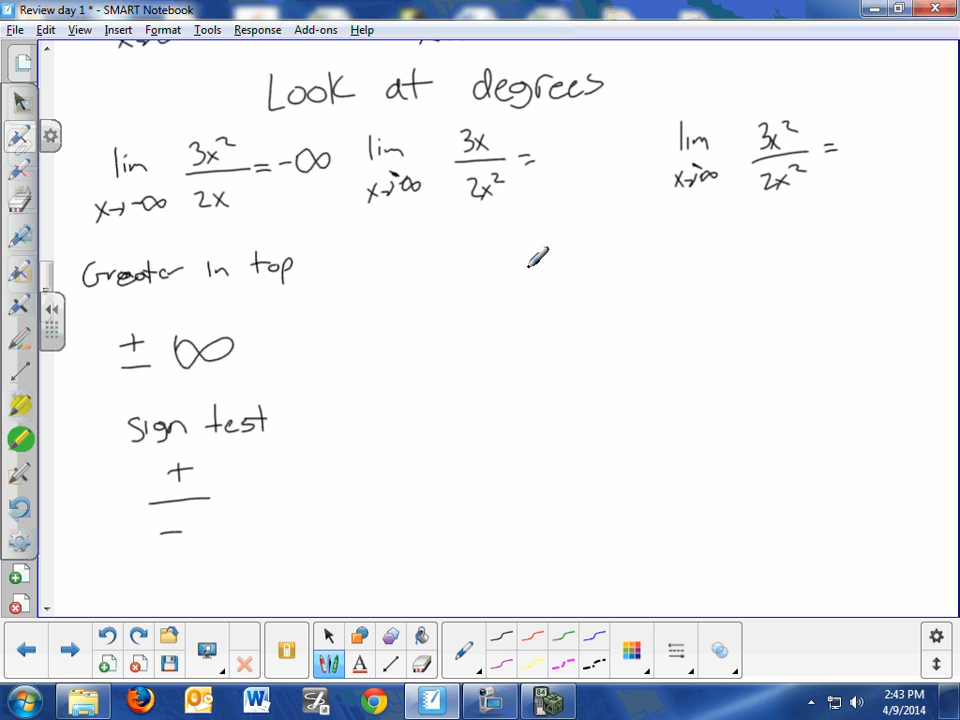 Review day 1 * - SMART Notebook
File Edit View Insert Format Tools Response Add-ons Help
Look at degrees
lim x→-∞ 3x²/2x = -∞
lim x→-∞ 3x/2x² =
lim x→-∞ 3x²/2x² =
Greater in top
± ∞
sign test
+
−
2:43 PM
4/9/2014